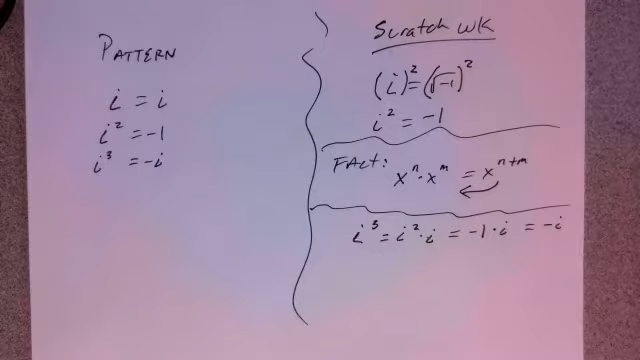 PATTERN
i = i
i² = -1
i³ = -i
Scratch wk
(i)² = (√-1)²
i² = -1
FACT: xⁿ · xᵐ = xⁿ⁺ᵐ
i³ = i² · i = -1 · i = -i